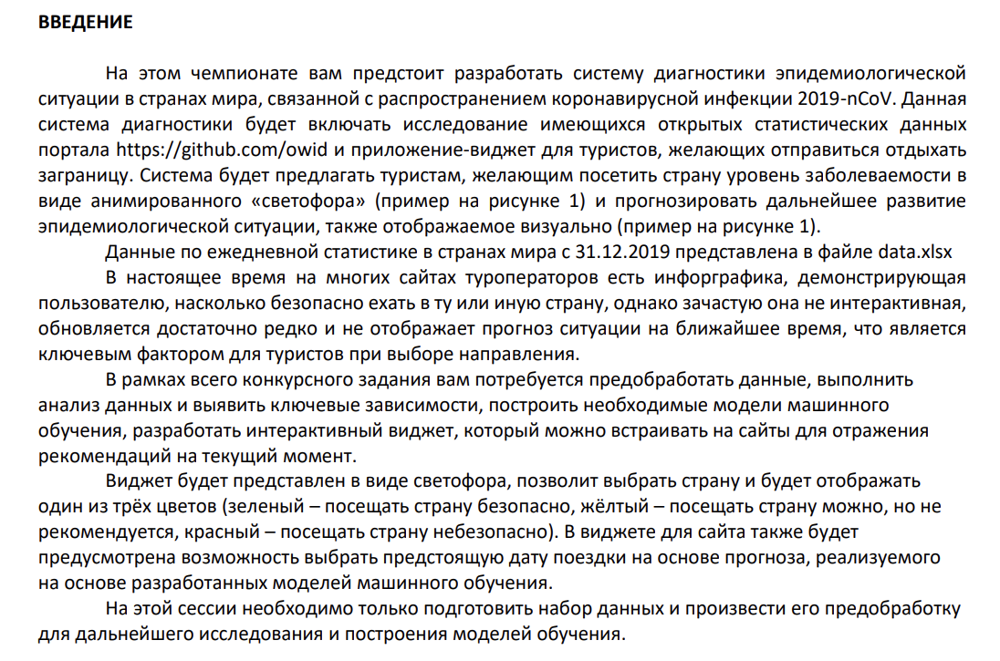 ВВЕДЕНИЕ
На этом чемпионате вам предстоит разработать систему диагностики эпидемиологической
ситуации в странах мира, связанной с распространением коронавирусной инфекции 2019-nCoV. Данная
система диагностики будет включать исследование имеющихся открытых статистических данных
портала https://github.com/owid и приложение-виджет для туристов, желающих отправиться отдыхать
заграницу. Система будет предлагать туристам, желающим посетить страну уровень заболеваемости в
виде анимированного «светофора» (пример на рисунке 1) и прогнозировать дальнейшее развитие
эпидемиологической ситуации, также отображаемое визуально (пример на рисунке 1).
Данные по ежедневной статистике в странах мира с 31.12.2019 представлена в файле data.xlsx
В настоящее время на многих сайтах туроператоров есть инфорграфика, демонстрирующая
пользователю, насколько безопасно ехать в ту или иную страну, однако зачастую она не интерактивная,
обновляется достаточно редко и не отображает прогноз ситуации на ближайшее время, что является
ключевым фактором для туристов при выборе направления.
В рамках всего конкурсного задания вам потребуется предобработать данные, выполнить
анализ данных и выявить ключевые зависимости, построить необходимые модели машинного
обучения, разработать интерактивный виджет, который можно встраивать на сайты для отражения
рекомендаций на текущий момент.
Виджет будет представлен в виде светофора, позволит выбрать страну и будет отображать
один из трёх цветов (зеленый – посещать страну безопасно, жёлтый – посещать страну можно, но не
рекомендуется, красный – посещать страну небезопасно). В виджете для сайта также будет
предусмотрена возможность выбрать предстоящую дату поездки на основе прогноза, реализуемого
на основе разработанных моделей машинного обучения.
На этой сессии необходимо только подготовить набор данных и произвести его предобработку
для дальнейшего исследования и построения моделей обучения.